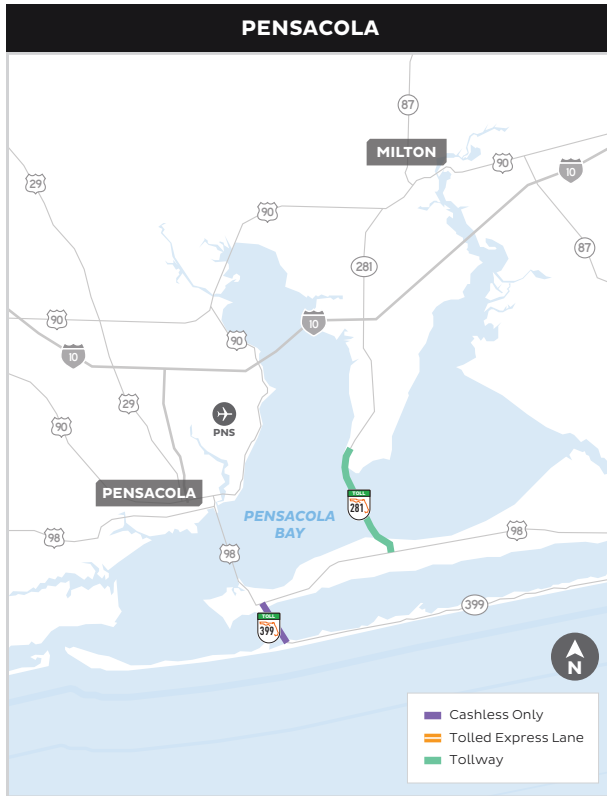 PENSACOLA
87
MILTON
90
10
29
90
87
281
90
10
90
10
29
90
PNS
PENSACOLA
TOLL
281
PENSACOLA
BAY
98
98
98
399
TOLL
399
N
Cashless Only
Tolled Express Lane
Tollway